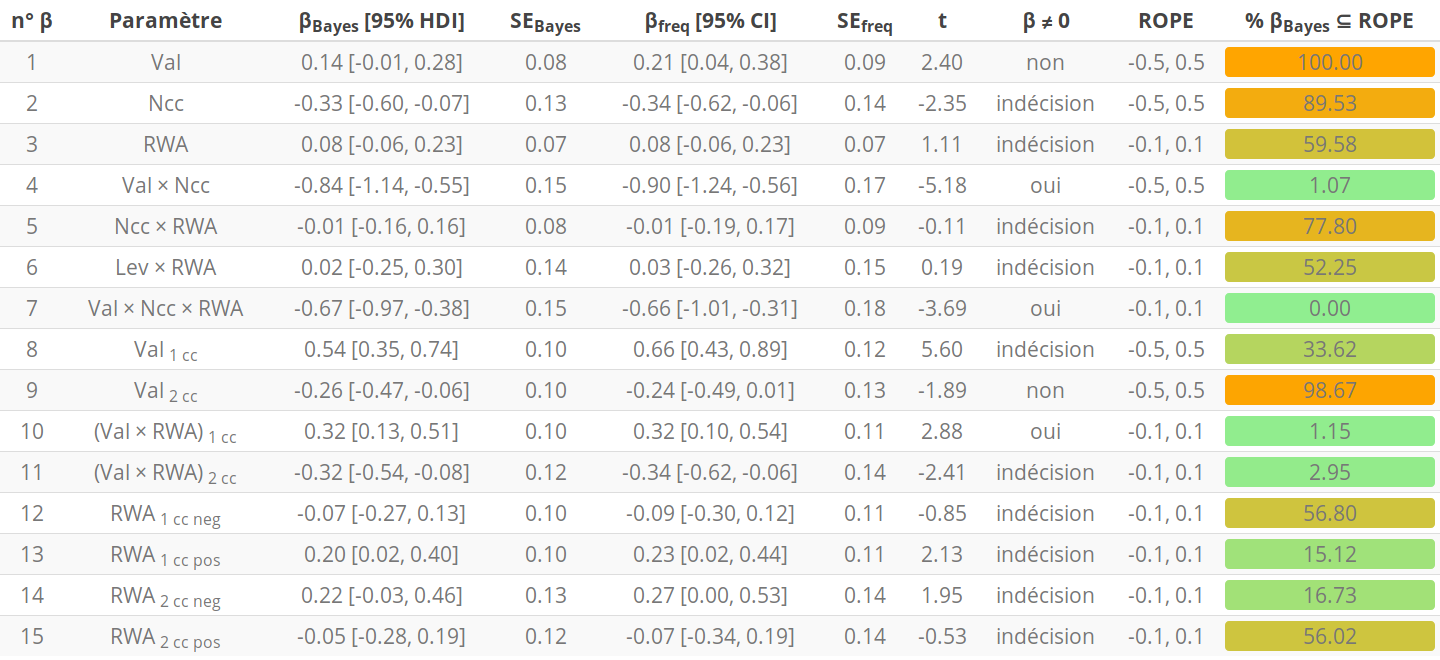 n° β Paramètre βBayes [95% HDI] SEBayes βfreq [95% CI] SEfreq t β ≠ 0 ROPE % βBayes ⊆ ROPE
1 Val 0.14 [-0.01, 0.28] 0.08 0.21 [0.04, 0.38] 0.09 2.40 non -0.5, 0.5 100.00
2 Ncc -0.33 [-0.60, -0.07] 0.13 -0.34 [-0.62, -0.06] 0.14 -2.35 indécision -0.5, 0.5 89.53
3 RWA 0.08 [-0.06, 0.23] 0.07 0.08 [-0.06, 0.23] 0.07 1.11 indécision -0.1, 0.1 59.58
4 Val × Ncc -0.84 [-1.14, -0.55] 0.15 -0.90 [-1.24, -0.56] 0.17 -5.18 oui -0.5, 0.5 1.07
5 Ncc × RWA -0.01 [-0.16, 0.16] 0.08 -0.01 [-0.19, 0.17] 0.09 -0.11 indécision -0.1, 0.1 77.80
6 Lev × RWA 0.02 [-0.25, 0.30] 0.14 0.03 [-0.26, 0.32] 0.15 0.19 indécision -0.1, 0.1 52.25
7 Val × Ncc × RWA -0.67 [-0.97, -0.38] 0.15 -0.66 [-1.01, -0.31] 0.18 -3.69 oui -0.1, 0.1 0.00
8 Val 1 cc 0.54 [0.35, 0.74] 0.10 0.66 [0.43, 0.89] 0.12 5.60 indécision -0.5, 0.5 33.62
9 Val 2 cc -0.26 [-0.47, -0.06] 0.10 -0.24 [-0.49, 0.01] 0.13 -1.89 non -0.5, 0.5 98.67
10 (Val × RWA) 1 cc 0.32 [0.13, 0.51] 0.10 0.32 [0.10, 0.54] 0.11 2.88 oui -0.1, 0.1 1.15
11 (Val × RWA) 2 cc -0.32 [-0.54, -0.08] 0.12 -0.34 [-0.62, -0.06] 0.14 -2.41 indécision -0.1, 0.1 2.95
12 RWA 1 cc neg -0.07 [-0.27, 0.13] 0.10 -0.09 [-0.30, 0.12] 0.11 -0.85 indécision -0.1, 0.1 56.80
13 RWA 1 cc pos 0.20 [0.02, 0.40] 0.10 0.23 [0.02, 0.44] 0.11 2.13 indécision -0.1, 0.1 15.12
14 RWA 2 cc neg 0.22 [-0.03, 0.46] 0.13 0.27 [0.00, 0.53] 0.14 1.95 indécision -0.1, 0.1 16.73
15 RWA 2 cc pos -0.05 [-0.28, 0.19] 0.12 -0.07 [-0.34, 0.19] 0.14 -0.53 indécision -0.1, 0.1 56.02